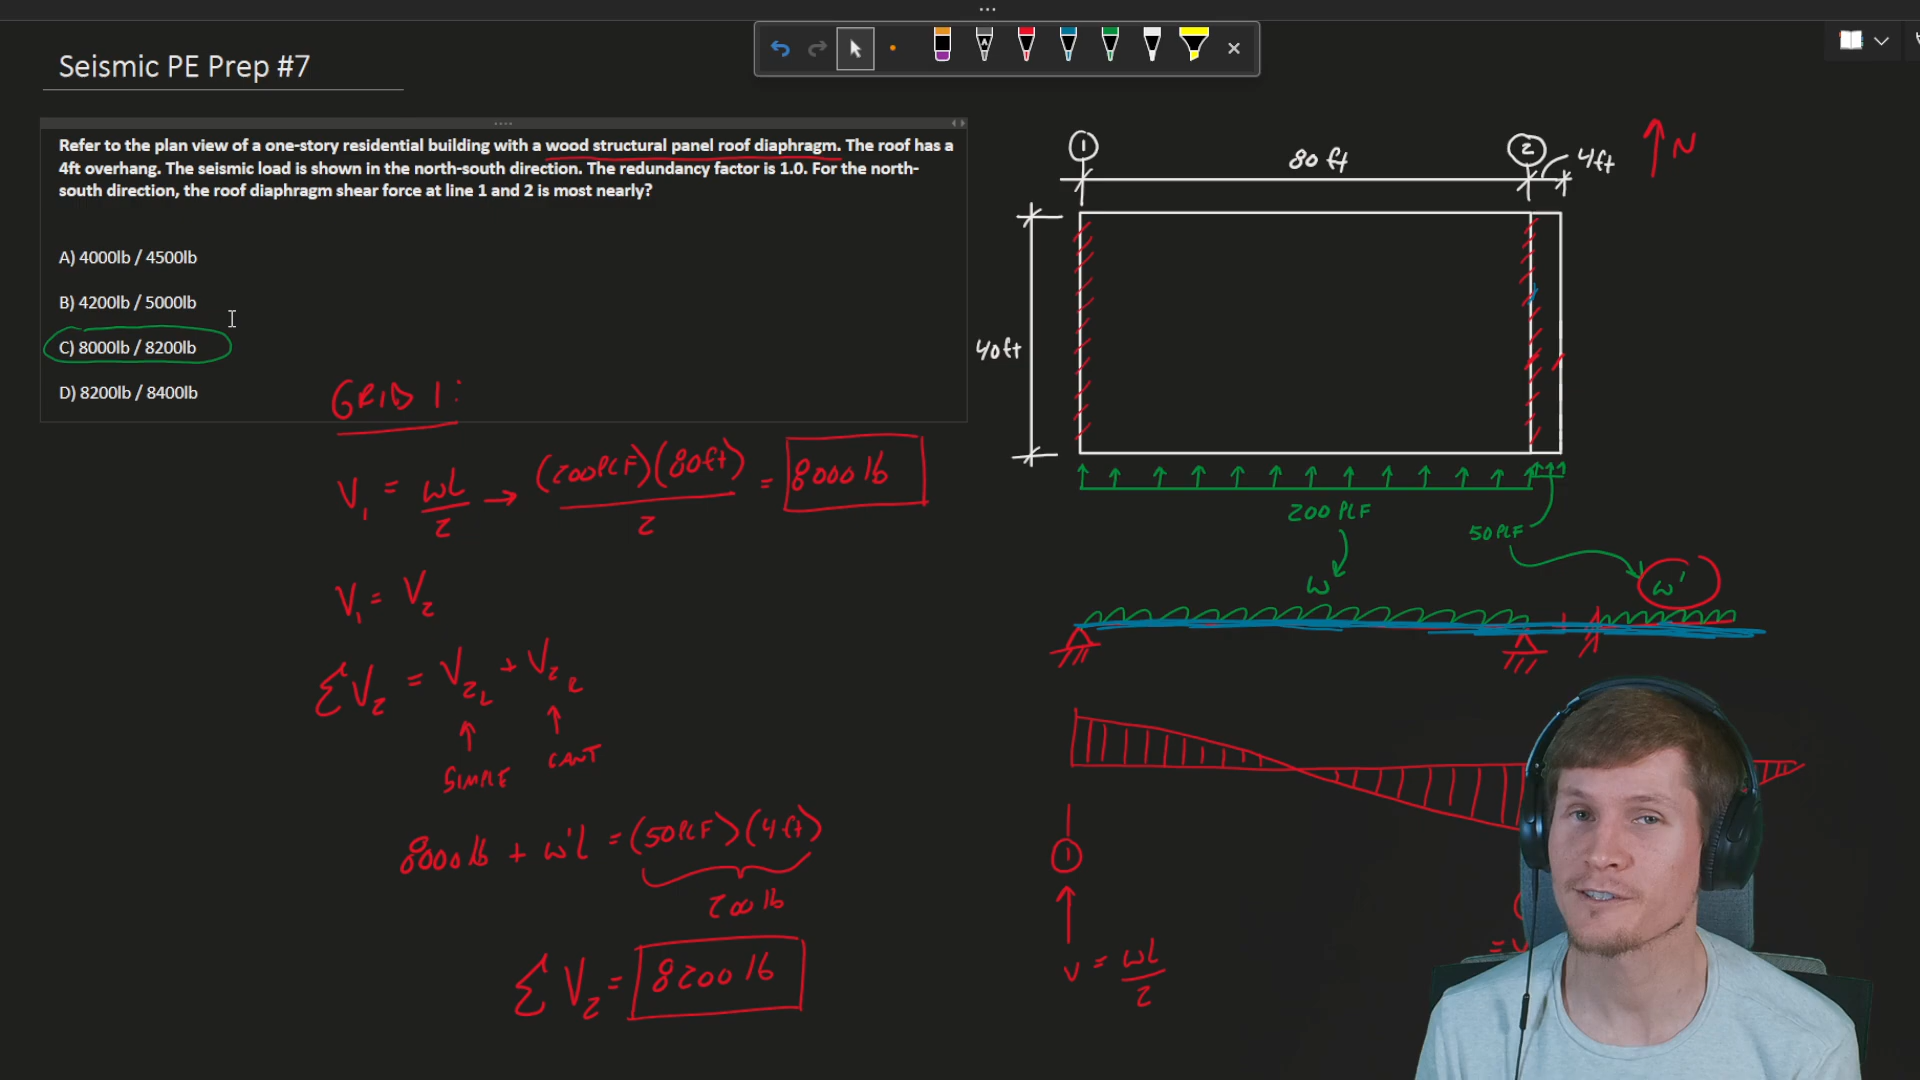 Seismic PE Prep #7
Refer to the plan view of a one-story residential building with a wood structural panel roof diaphragm. The roof has a
4ft overhang. The seismic load is shown in the north-south direction. The redundancy factor is 1.0. For the north-
south direction, the roof diaphragm shear force at line 1 and 2 is most nearly?
A) 4000lb / 4500lb
B) 4200lb / 5000lb
C) 8000lb / 8200lb
D) 8200lb / 8400lb
GRID 1:
V1 = wL/2 → (200PLF)(80ft)/2 = 8000 lb
V1 = V2
ΣV2 = V2L + V2R
SIMPLE
CANT
8000 lb + w'L = (50PLF)(4ft)
200 lb
ΣV2 = 8200 lb
1
80 ft
2
4ft
N
40ft
200 PLF
50PLF
w
w'
1
V = wL/2